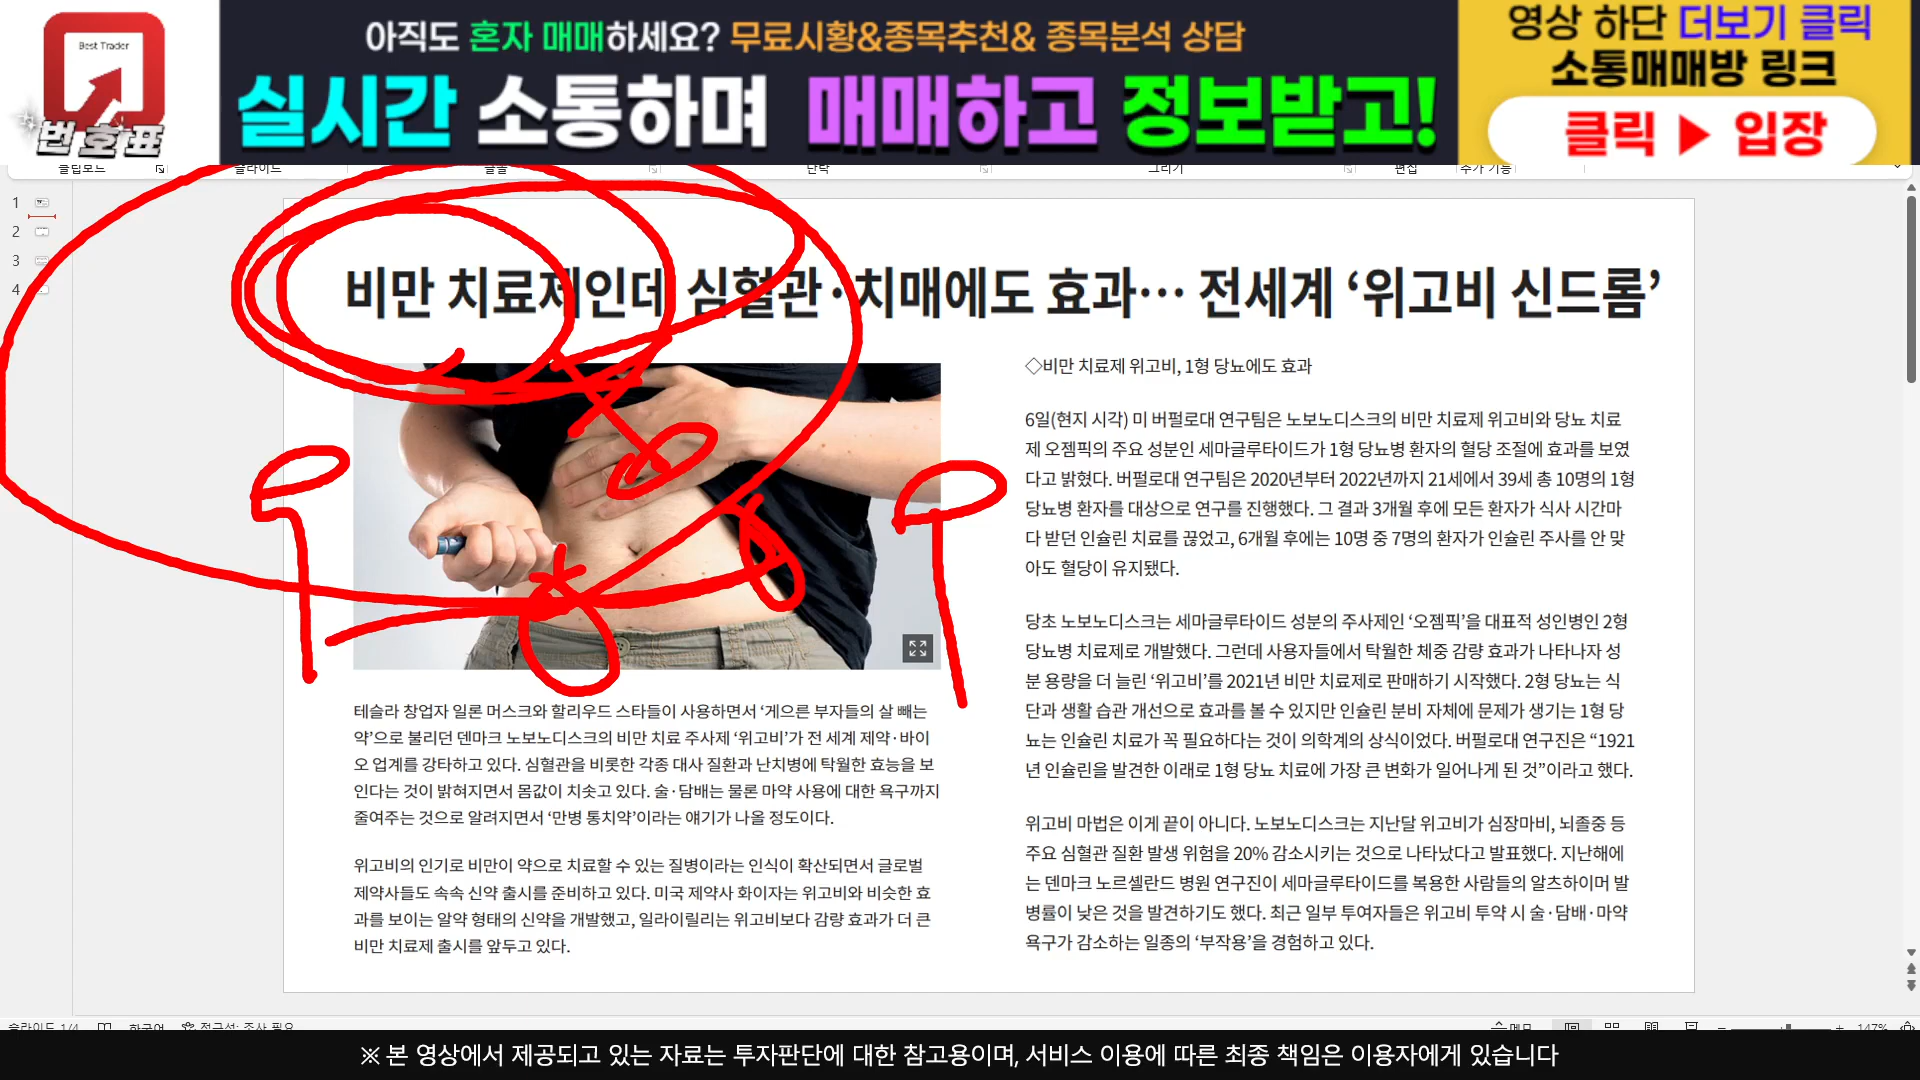 Best Trader
번호표
아직도 혼자 매매하세요? 무료시황&종목추천& 종목분석 상담
실시간 소통하며 매매하고 정보받고!
영상 하단 더보기 클릭
소통매매방 링크
클릭 ▶ 입장
클립보드 슬라이드 글꼴 단락 그리기 편집 추가 기능
1
2
3
4
비만 치료제인데 심혈관·치매에도 효과… 전세계 ‘위고비 신드롬’
테슬라 창업자 일론 머스크와 할리우드 스타들이 사용하면서 ‘게으른 부자들의 살 빼는
약’으로 불리던 덴마크 노보노디스크의 비만 치료 주사제 ‘위고비’가 전 세계 제약·바이
오 업계를 강타하고 있다. 심혈관을 비롯한 각종 대사 질환과 난치병에 탁월한 효능을 보
인다는 것이 밝혀지면서 몸값이 치솟고 있다. 술·담배는 물론 마약 사용에 대한 욕구까지
줄여주는 것으로 알려지면서 ‘만병 통치약’이라는 얘기가 나올 정도이다.
위고비의 인기로 비만이 약으로 치료할 수 있는 질병이라는 인식이 확산되면서 글로벌
제약사들도 속속 신약 출시를 준비하고 있다. 미국 제약사 화이자는 위고비와 비슷한 효
과를 보이는 알약 형태의 신약을 개발했고, 일라이릴리는 위고비보다 감량 효과가 더 큰
비만 치료제 출시를 앞두고 있다.
◇비만 치료제 위고비, 1형 당뇨에도 효과
6일(현지 시각) 미 버펄로대 연구팀은 노보노디스크의 비만 치료제 위고비와 당뇨 치료
제 오젬픽의 주요 성분인 세마글루타이드가 1형 당뇨병 환자의 혈당 조절에 효과를 보였
다고 밝혔다. 버펄로대 연구팀은 2020년부터 2022년까지 21세에서 39세 총 10명의 1형
당뇨병 환자를 대상으로 연구를 진행했다. 그 결과 3개월 후에 모든 환자가 식사 시간마
다 받던 인슐린 치료를 끊었고, 6개월 후에는 10명 중 7명의 환자가 인슐린 주사를 안 맞
아도 혈당이 유지됐다.
당초 노보노디스크는 세마글루타이드 성분의 주사제인 ‘오젬픽’을 대표적 성인병인 2형
당뇨병 치료제로 개발했다. 그런데 사용자들에서 탁월한 체중 감량 효과가 나타나자 성
분 용량을 더 늘린 ‘위고비’를 2021년 비만 치료제로 판매하기 시작했다. 2형 당뇨는 식
단과 생활 습관 개선으로 효과를 볼 수 있지만 인슐린 분비 자체에 문제가 생기는 1형 당
뇨는 인슐린 치료가 꼭 필요하다는 것이 의학계의 상식이었다. 버펄로대 연구진은 “1921
년 인슐린을 발견한 이래로 1형 당뇨 치료에 가장 큰 변화가 일어나게 된 것”이라고 했다.
위고비 마법은 이게 끝이 아니다. 노보노디스크는 지난달 위고비가 심장마비, 뇌졸중 등
주요 심혈관 질환 발생 위험을 20% 감소시키는 것으로 나타났다고 발표했다. 지난해에
는 덴마크 노르셸란드 병원 연구진이 세마글루타이드를 복용한 사람들의 알츠하이머 발
병률이 낮은 것을 발견하기도 했다. 최근 일부 투여자들은 위고비 투약 시 술·담배·마약
욕구가 감소하는 일종의 ‘부작용’을 경험하고 있다.
슬라이드 1/4 한국어 접근성: 조사 필요 메모 147%
※ 본 영상에서 제공되고 있는 자료는 투자판단에 대한 참고용이며, 서비스 이용에 따른 최종 책임은 이용자에게 있습니다